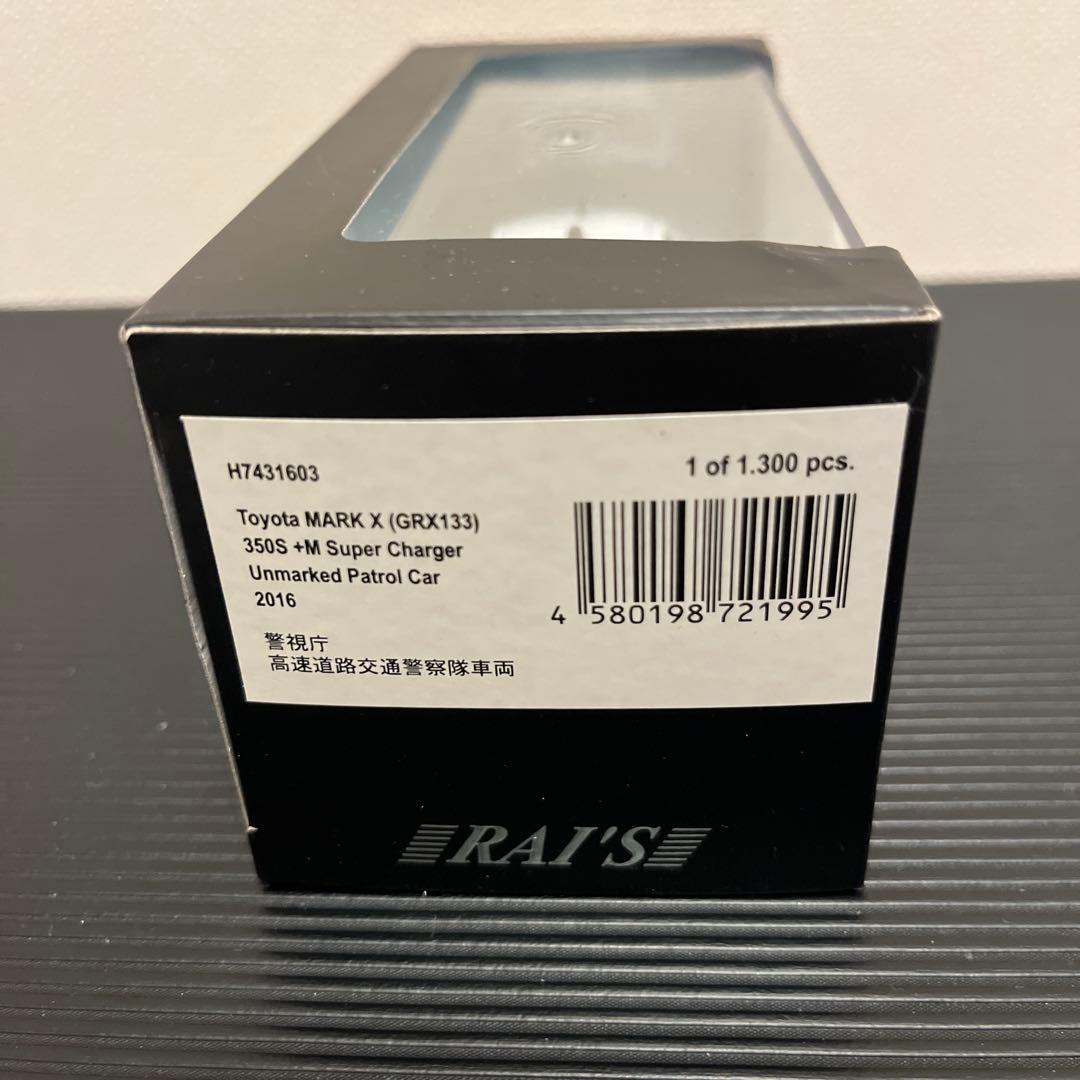 H7431603
1 of 1.300 pcs.
Toyota MARK X (GRX133)
350S +M Super Charger
Unmarked Patrol Car
2016
4 580198 721995
警視庁
高速道路交通警察隊車両
RAI'S